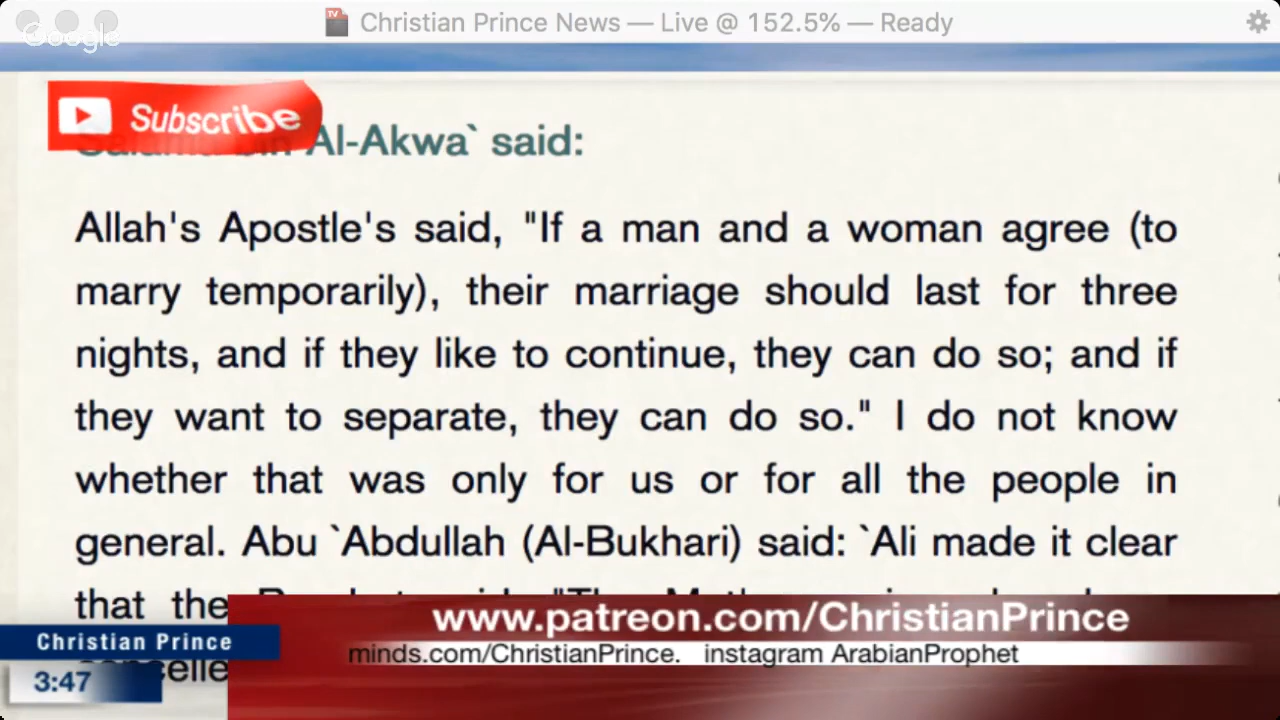 Christian Prince News — Live @ 152.5% — Ready
Google
Subscribe
Al-Akwa` said:
Allah's Apostle's said, "If a man and a woman agree (to
marry temporarily), their marriage should last for three
nights, and if they like to continue, they can do so; and if
they want to separate, they can do so." I do not know
whether that was only for us or for all the people in
general. Abu `Abdullah (Al-Bukhari) said: `Ali made it clear
that the
www.patreon.com/ChristianPrince
Christian Prince
minds.com/ChristianPrince. instagram ArabianProphet
3:47